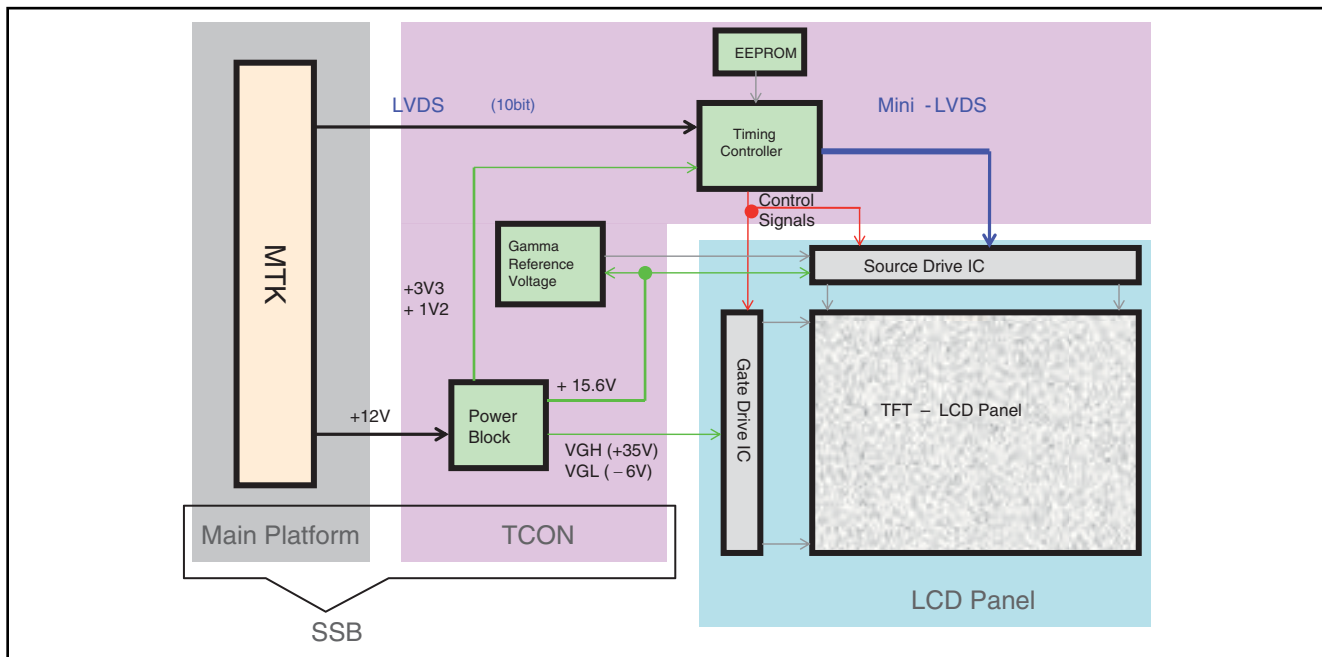 EEPROM
LVDS (10bit)
Mini - LVDS
Timing
Controller
Control
Signals
MTK
Gamma
Reference
Voltage
Source Drive IC
+3V3
+ 1V2
+ 15.6V
Gate Drive IC
TFT – LCD Panel
+12V
Power
Block
VGH (+35V)
VGL ( – 6V)
Main Platform
TCON
LCD Panel
SSB